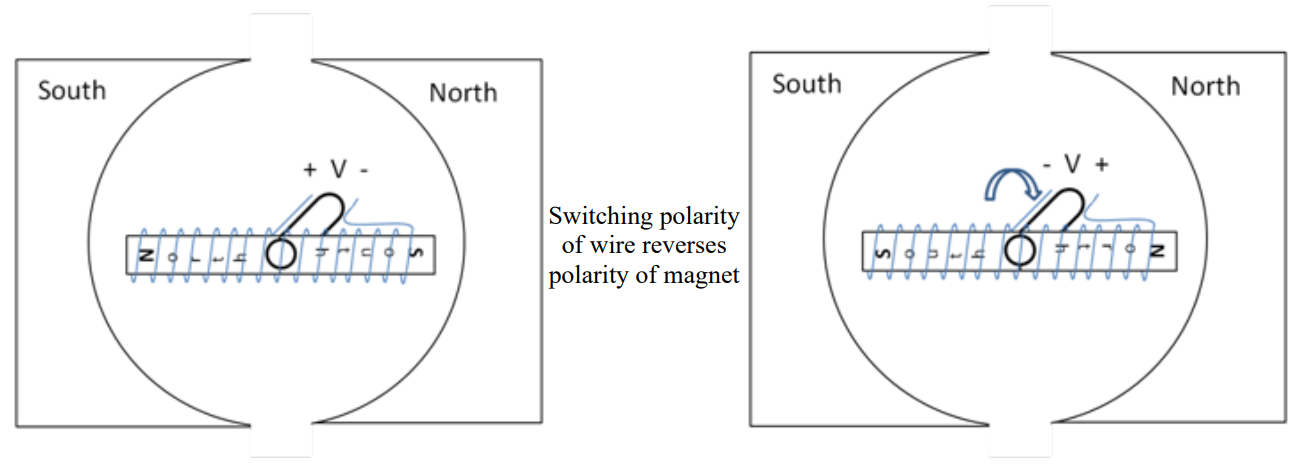 South
North
+ V -
North
South
Switching polarity
of wire reverses
polarity of magnet
South
North
- V +
South
North